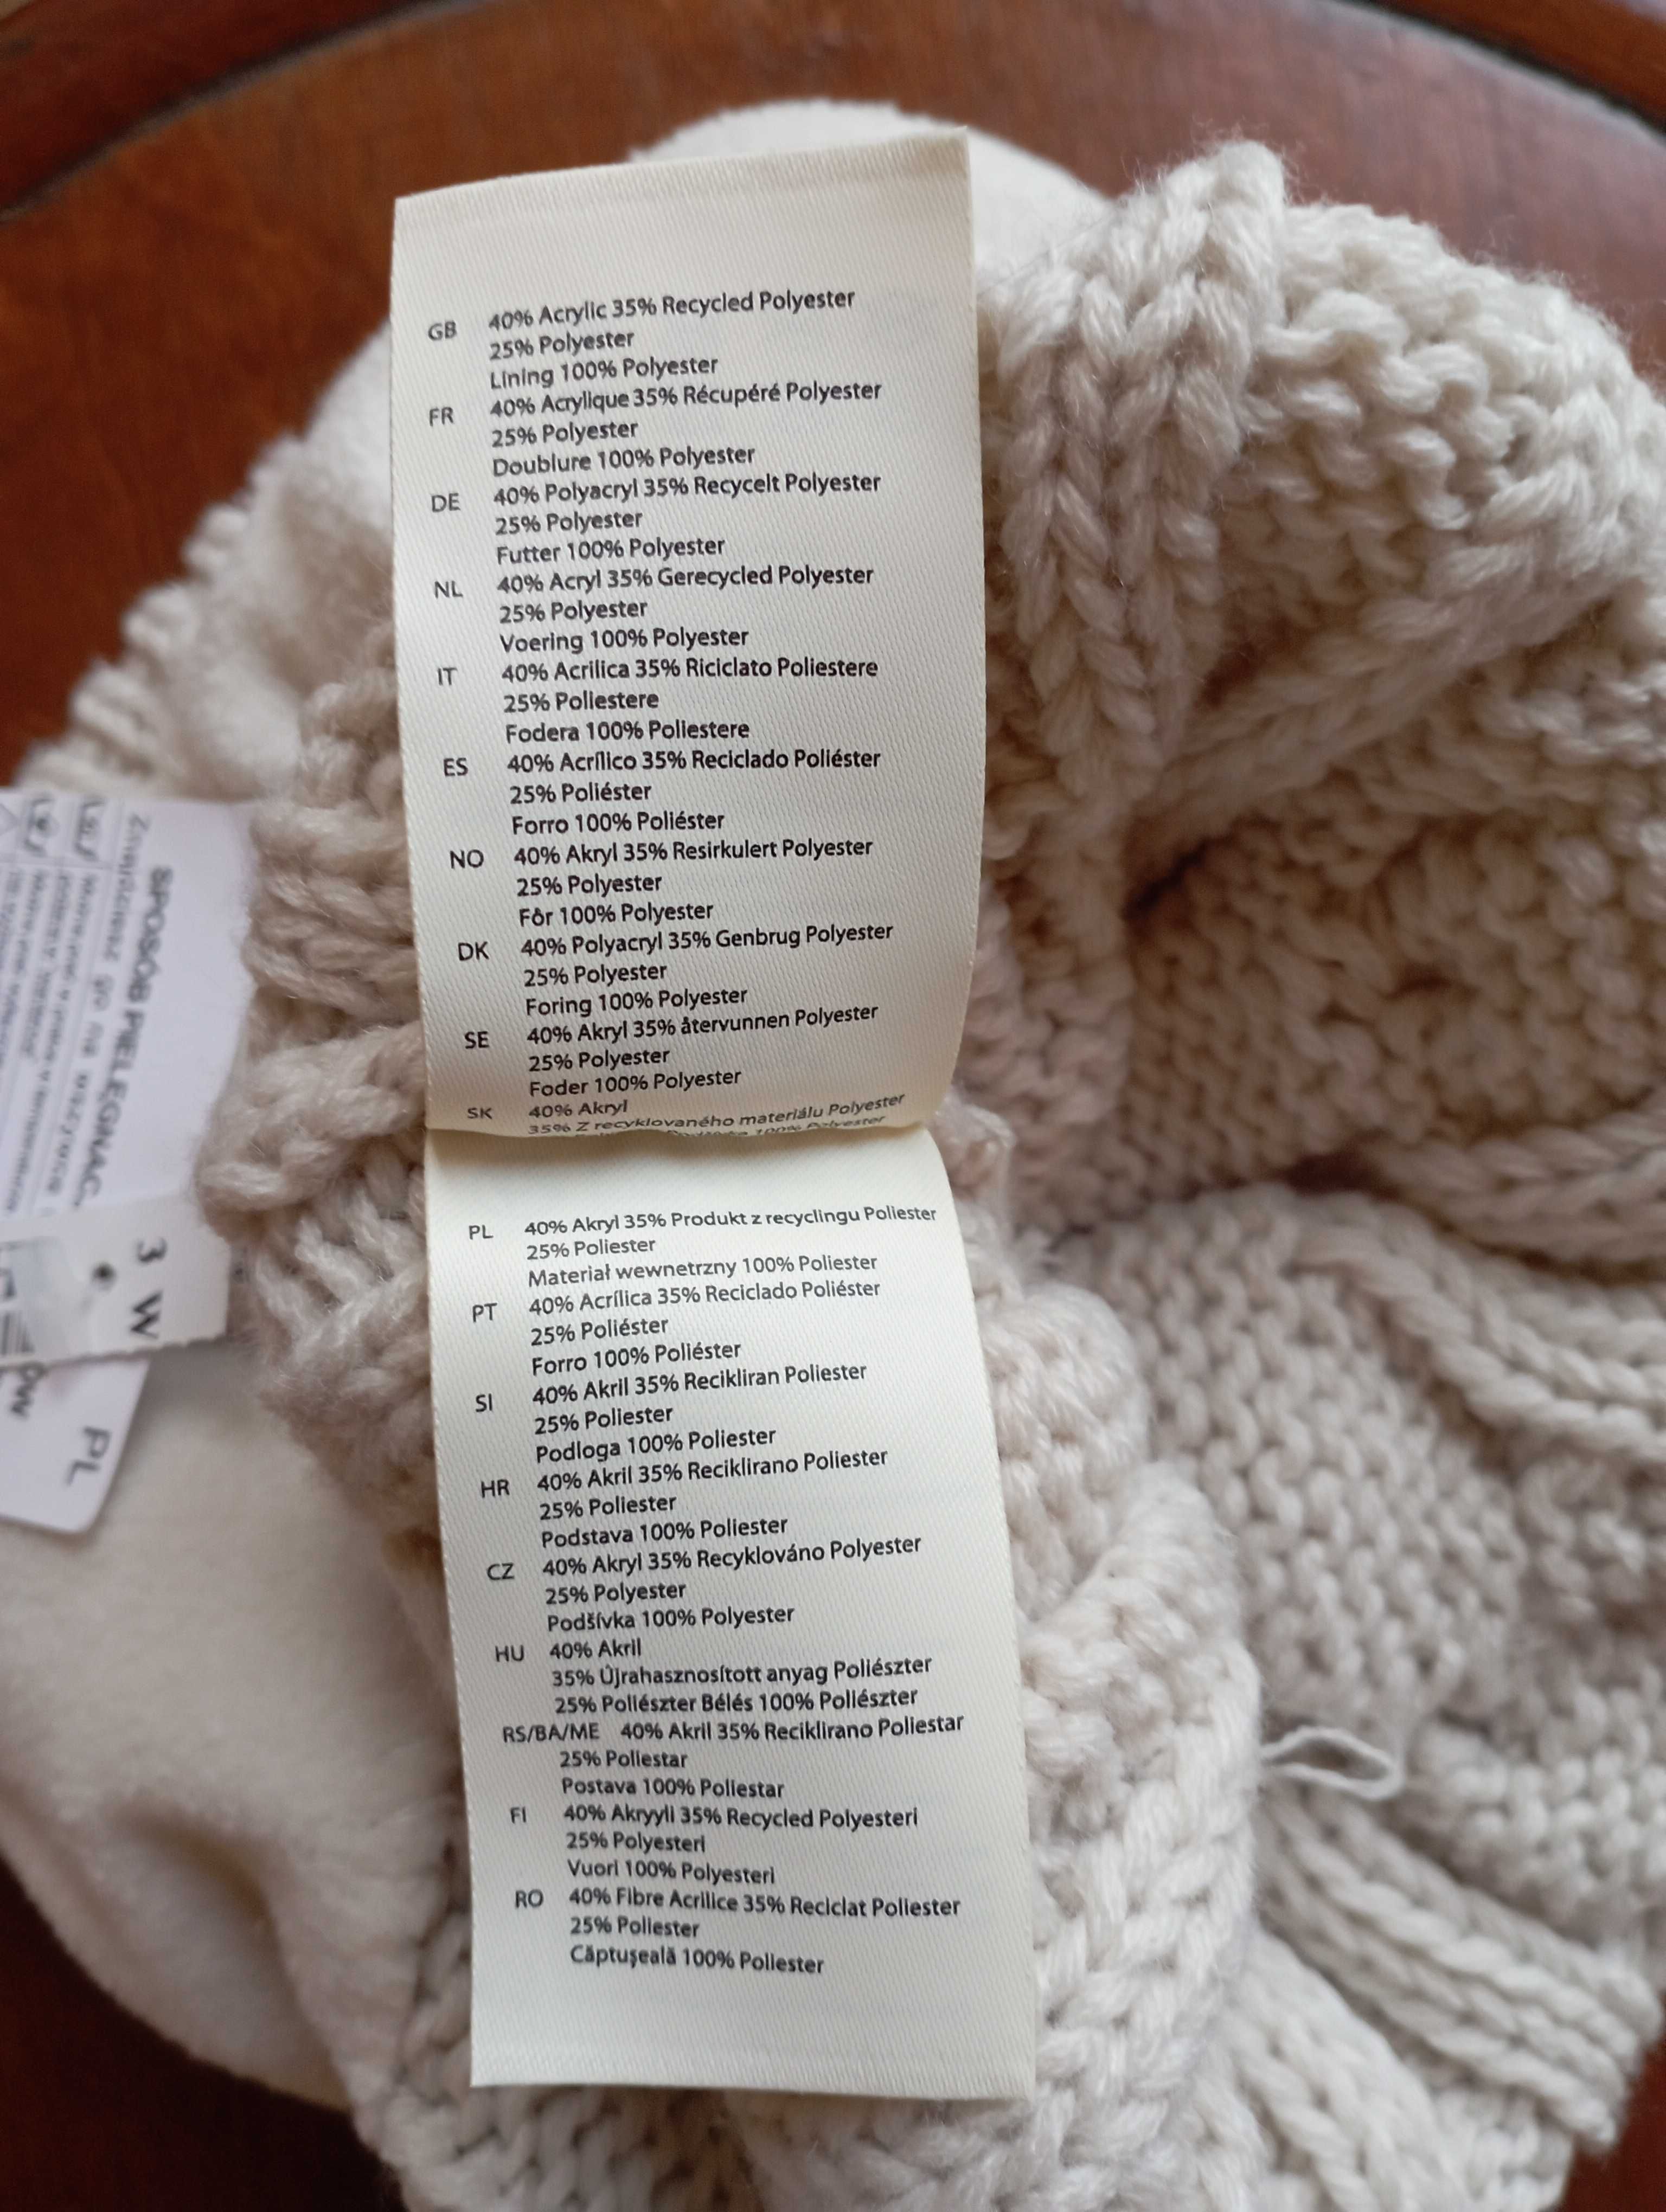 GB 40% Acrylic 35% Recycled Polyester
25% Polyester
Lining 100% Polyester
FR 40% Acrylique 35% Récupéré Polyester
25% Polyester
Doublure 100% Polyester
DE 40% Polyacryl 35% Recycelt Polyester
25% Polyester
Futter 100% Polyester
NL 40% Acryl 35% Gerecycled Polyester
25% Polyester
Voering 100% Polyester
IT 40% Acrilica 35% Riciclato Poliestere
25% Poliestere
Fodera 100% Poliestere
ES 40% Acrílico 35% Reciclado Poliéster
25% Poliéster
Forro 100% Poliéster
NO 40% Akryl 35% Resirkulert Polyester
25% Polyester
Fôr 100% Polyester
DK 40% Polyacryl 35% Genbrug Polyester
25% Polyester
Foring 100% Polyester
SE 40% Akryl 35% återvunnen Polyester
25% Polyester
Foder 100% Polyester
SK 40% Akryl
35% Z recyklovaného materiálu Polyester
100% Polyester
PL 40% Akryl 35% Produkt z recyclingu Poliester
25% Poliester
Materiał wewnetrzny 100% Poliester
PT 40% Acrílica 35% Reciclado Poliéster
25% Poliéster
Forro 100% Poliéster
SI 40% Akril 35% Recikliran Poliester
25% Poliester
Podloga 100% Poliester
HR 40% Akril 35% Reciklirano Poliester
25% Poliester
Podstava 100% Poliester
CZ 40% Akryl 35% Recyklováno Polyester
25% Polyester
Podšívka 100% Polyester
HU 40% Akril
35% Újrahasznosított anyag Poliészter
25% Poliészter Bélés 100% Poliészter
RS/BA/ME 40% Akril 35% Reciklirano Poliestar
25% Poliestar
Postava 100% Poliestar
FI 40% Akryyli 35% Recycled Polyesteri
25% Polyesteri
Vuori 100% Polyesteri
RO 40% Fibre Acrilice 35% Reciclat Poliester
25% Poliester
Căptuşeală 100% Poliester
SPOSÓB PIELĘGNAC
3 W
PL